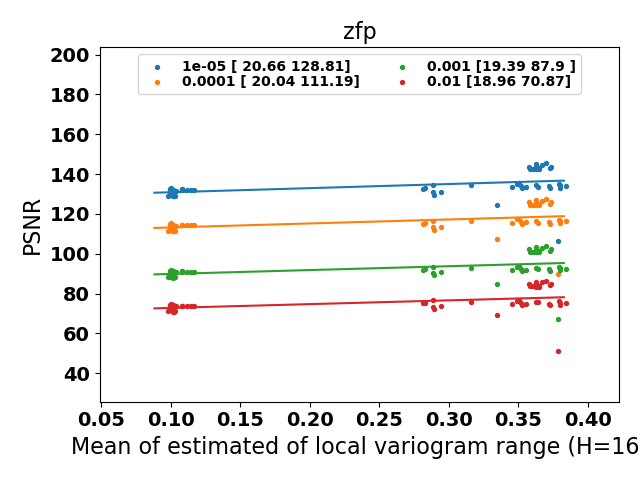 zfp
1e-05 [ 20.66 128.81]
0.0001 [ 20.04 111.19]
0.001 [19.39 87.9 ]
0.01 [18.96 70.87]
PSNR
200
180
160
140
120
100
80
60
40
0.05 0.10 0.15 0.20 0.25 0.30 0.35 0.40
Mean of estimated of local variogram range (H=16